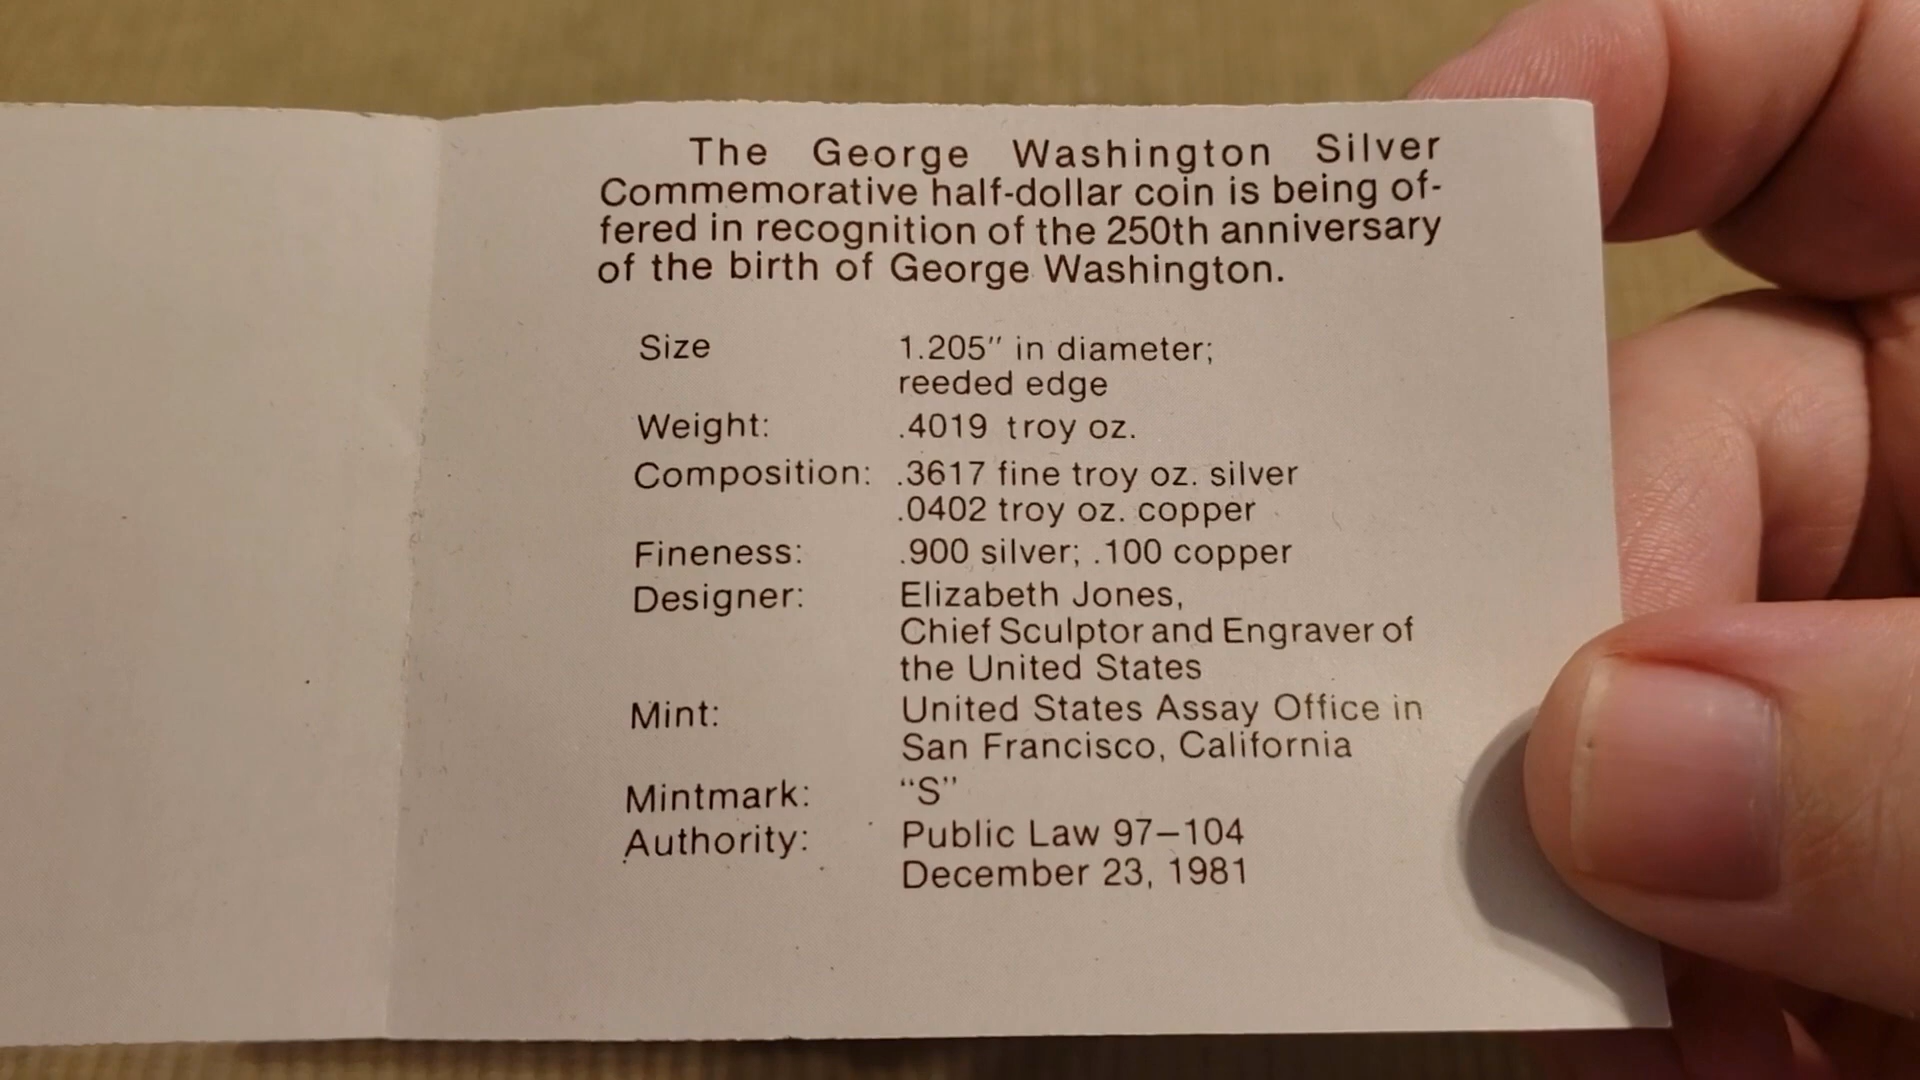 The George Washington Silver
Commemorative half-dollar coin is being of-
fered in recognition of the 250th anniversary
of the birth of George Washington.
Size 1.205" in diameter;
reeded edge
Weight: .4019 troy oz.
Composition: .3617 fine troy oz. silver
.0402 troy oz. copper
Fineness: .900 silver; .100 copper
Designer: Elizabeth Jones,
Chief Sculptor and Engraver of
the United States
Mint: United States Assay Office in
San Francisco, California
Mintmark: “S”
Authority: Public Law 97–104
December 23, 1981